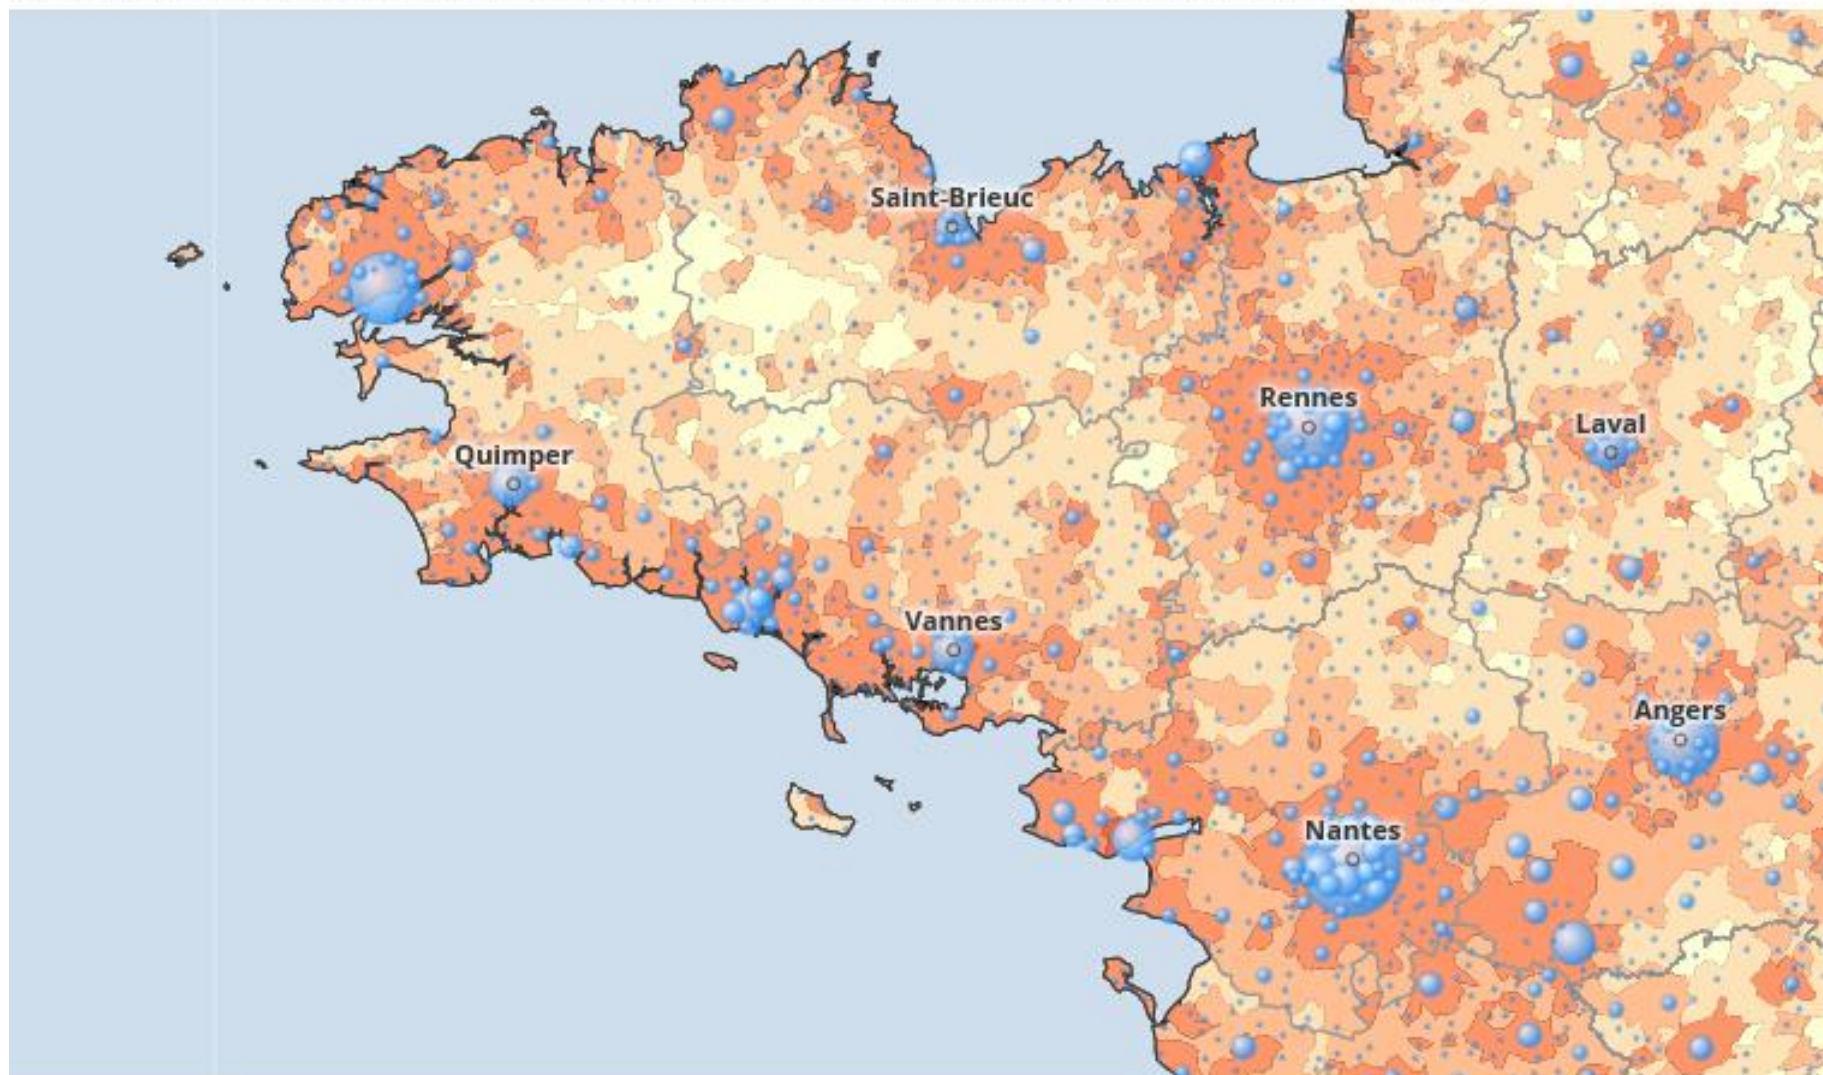 Saint-Brieuc
Rennes
Laval
Quimper
Vannes
Angers
Nantes